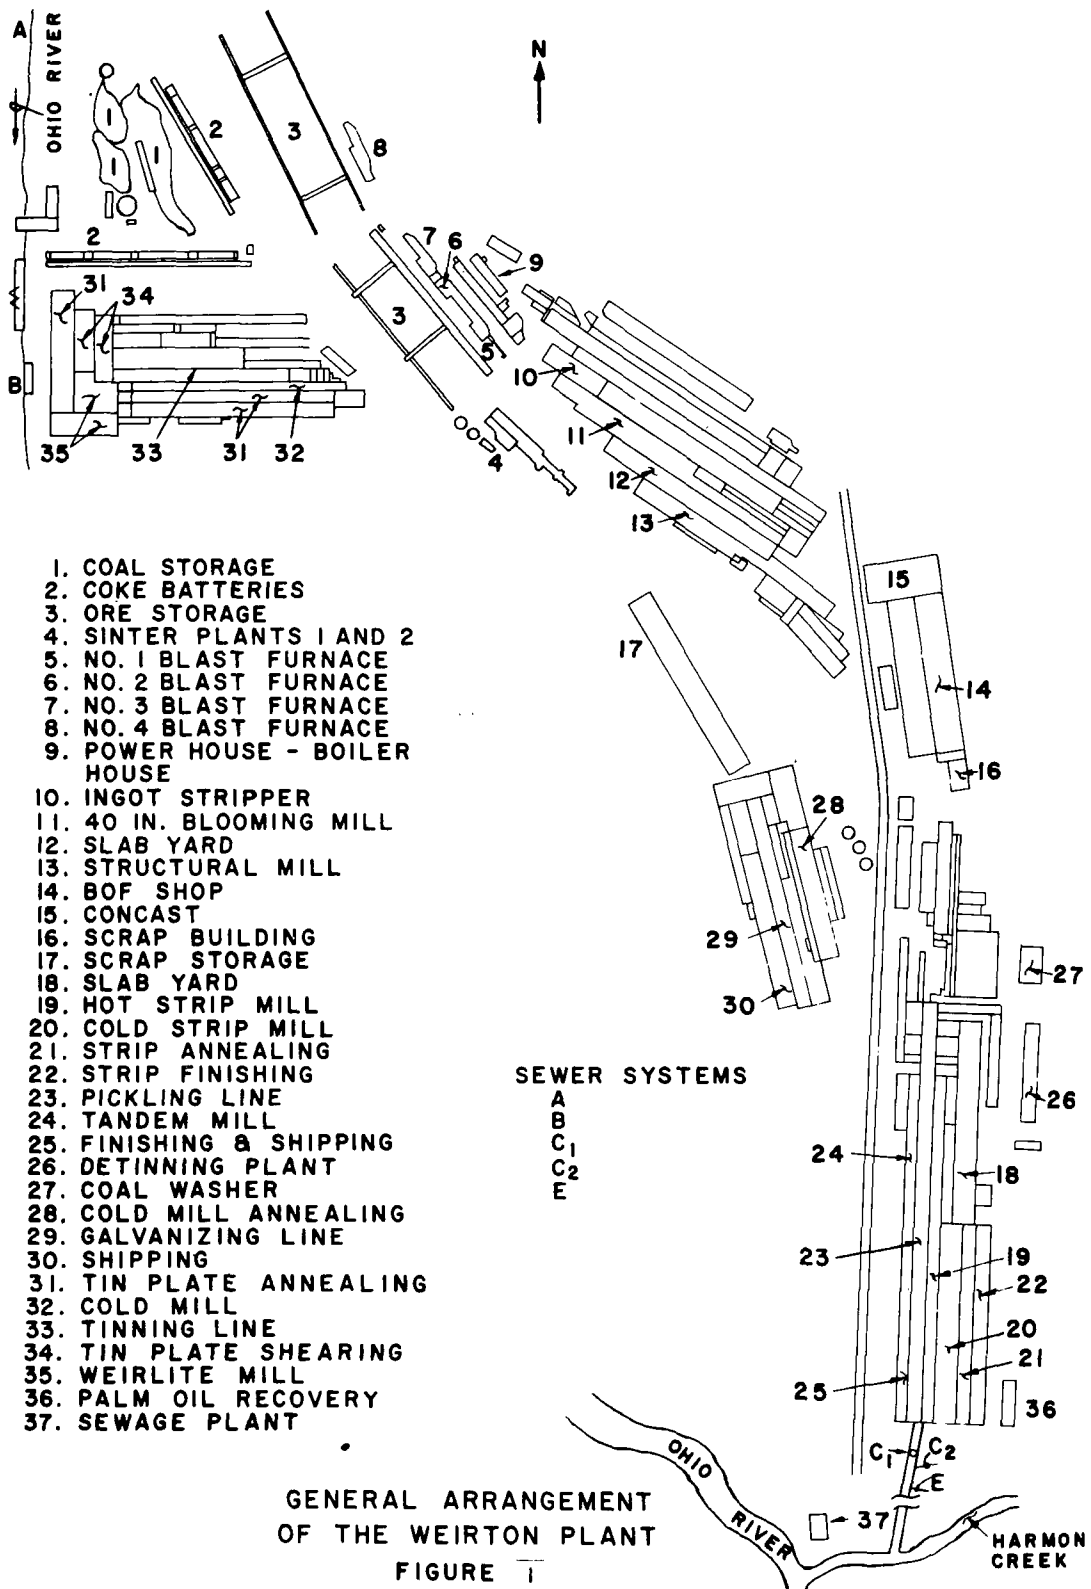 A
OHIO RIVER
N
1
1
1
2
3
8
2
7
6
9
3
5
31
34
10
B
11
35
33
31
32
4
12
13
15
17
14
16
28
29
30
27
26
24
18
23
19
22
20
21
25
36
1. COAL STORAGE
2. COKE BATTERIES
3. ORE STORAGE
4. SINTER PLANTS 1 AND 2
5. NO. 1 BLAST FURNACE
6. NO. 2 BLAST FURNACE
7. NO. 3 BLAST FURNACE
8. NO. 4 BLAST FURNACE
9. POWER HOUSE - BOILER
HOUSE
10. INGOT STRIPPER
11. 40 IN. BLOOMING MILL
12. SLAB YARD
13. STRUCTURAL MILL
14. BOF SHOP
15. CONCAST
16. SCRAP BUILDING
17. SCRAP STORAGE
18. SLAB YARD
19. HOT STRIP MILL
20. COLD STRIP MILL
21. STRIP ANNEALING
22. STRIP FINISHING
23. PICKLING LINE
24. TANDEM MILL
25. FINISHING & SHIPPING
26. DETINNING PLANT
27. COAL WASHER
28. COLD MILL ANNEALING
29. GALVANIZING LINE
30. SHIPPING
31. TIN PLATE ANNEALING
32. COLD MILL
33. TINNING LINE
34. TIN PLATE SHEARING
35. WEIRLITE MILL
36. PALM OIL RECOVERY
37. SEWAGE PLANT
SEWER SYSTEMS
A
B
C1
C2
E
C1
C2
E
OHIO
RIVER
37
HARMON
CREEK
GENERAL ARRANGEMENT
OF THE WEIRTON PLANT
FIGURE 1